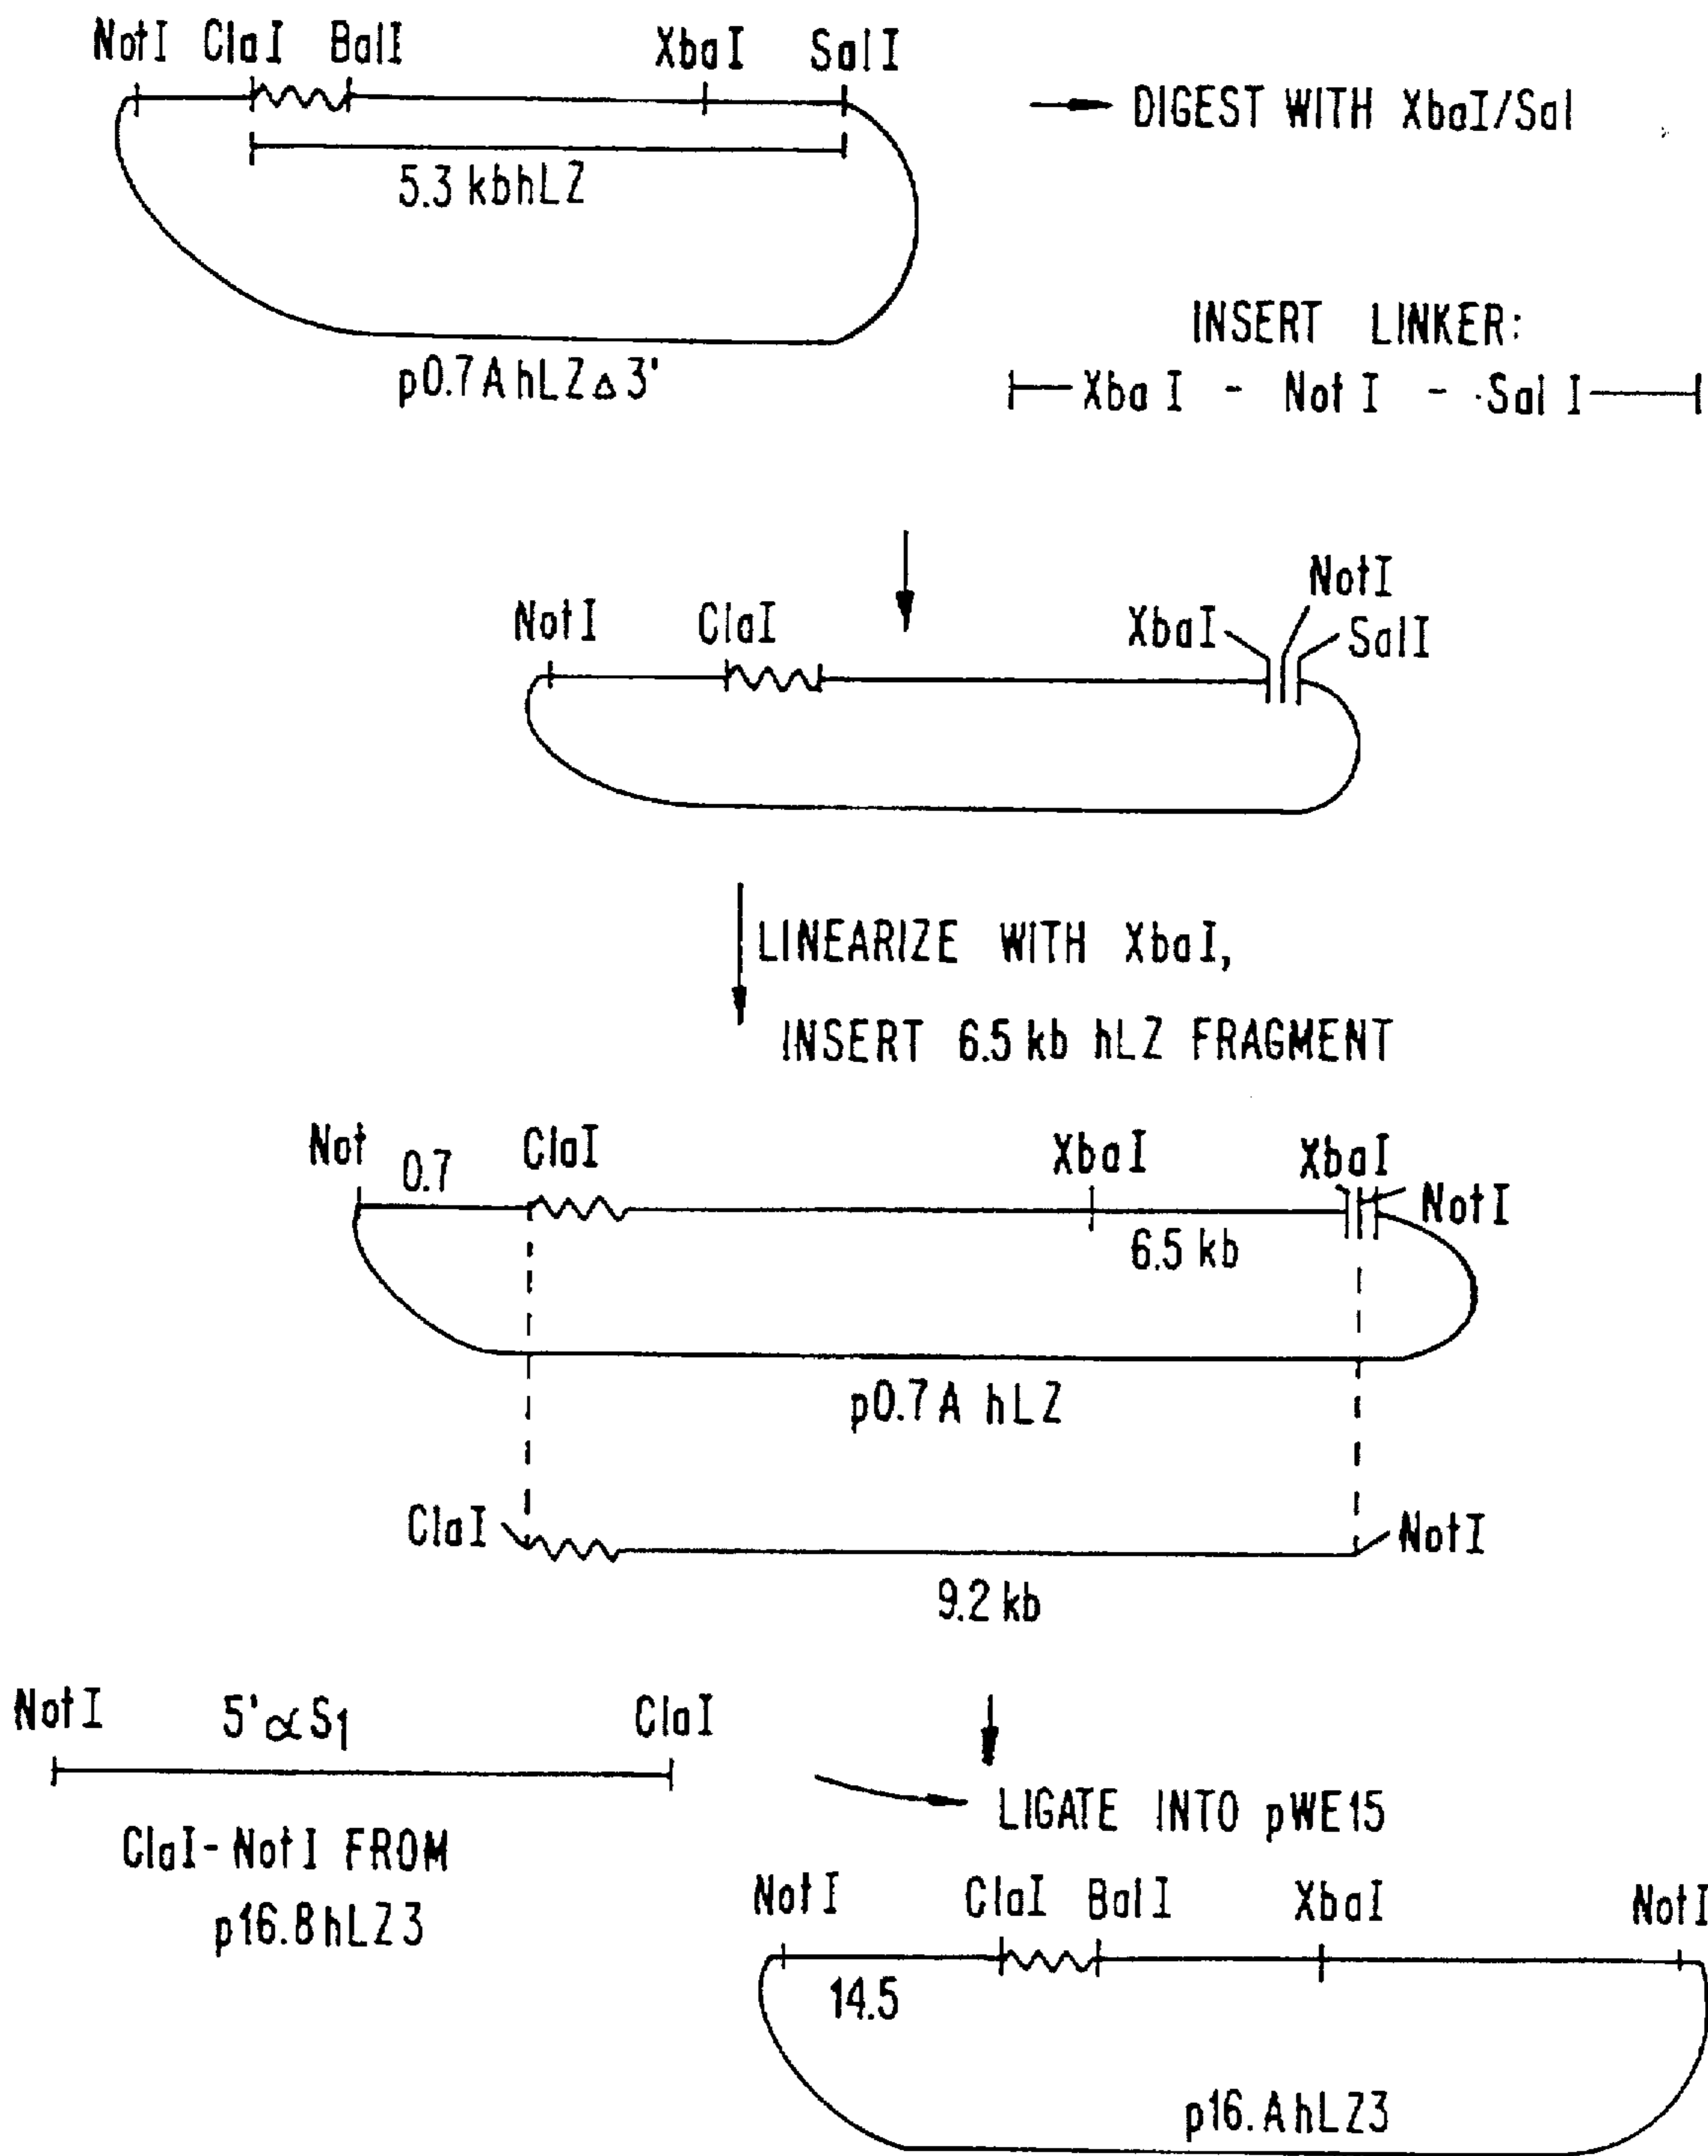 NotI ClaI BalI XbaI SalI
→ DIGEST WITH XbaI/Sal
5.3 kbhLZ
p0.7AhLZΔ3'
INSERT LINKER:
XbaI - NotI - SalI
NotI ClaI XbaI NotI SalI
LINEARIZE WITH XbaI,
INSERT 6.5 kb hLZ FRAGMENT
Not 0.7 ClaI XbaI XbaI NotI
6.5 kb
p0.7A hLZ
ClaI NotI
9.2 kb
NotI 5'αS1 ClaI
LIGATE INTO pWE15
ClaI-NotI FROM
p16.8hLZ3
NotI ClaI BalI XbaI NotI
14.5
p16.AhLZ3